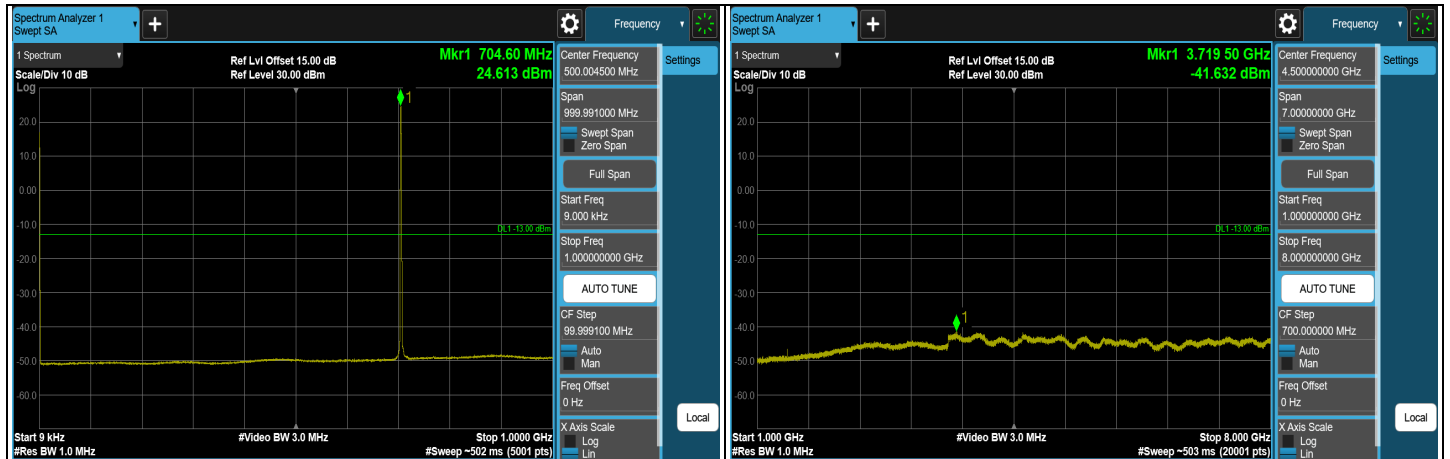 Spectrum Analyzer 1
Swept SA
+
Frequency
1 Spectrum
Scale/Div 10 dB
Ref Lvl Offset 15.00 dB
Ref Level 30.00 dBm
Mkr1 704.60 MHz
24.613 dBm
Log
1
20.0
10.0
0.00
-10.0
-20.0
-30.0
-40.0
-50.0
-60.0
DL1 -13.00 dBm
Start 9 kHz
#Res BW 1.0 MHz
#Video BW 3.0 MHz
Stop 1.0000 GHz
#Sweep ~502 ms (5001 pts)
Center Frequency
500.004500 MHz
Span
999.991000 MHz
Swept Span
Zero Span
Full Span
Start Freq
9.000 kHz
Stop Freq
1.000000000 GHz
AUTO TUNE
CF Step
99.999100 MHz
Auto
Man
Freq Offset
0 Hz
X Axis Scale
Log
Lin
Settings
Local
Spectrum Analyzer 1
Swept SA
+
Frequency
1 Spectrum
Scale/Div 10 dB
Ref Lvl Offset 15.00 dB
Ref Level 30.00 dBm
Mkr1 3.719 50 GHz
-41.632 dBm
Log
1
20.0
10.0
0.00
-10.0
-20.0
-30.0
-40.0
-50.0
-60.0
DL1 -13.00 dBm
Start 1.000 GHz
#Res BW 1.0 MHz
#Video BW 3.0 MHz
Stop 8.000 GHz
#Sweep ~503 ms (20001 pts)
Center Frequency
4.500000000 GHz
Span
7.00000000 GHz
Swept Span
Zero Span
Full Span
Start Freq
1.000000000 GHz
Stop Freq
8.000000000 GHz
AUTO TUNE
CF Step
700.000000 MHz
Auto
Man
Freq Offset
0 Hz
X Axis Scale
Log
Lin
Settings
Local